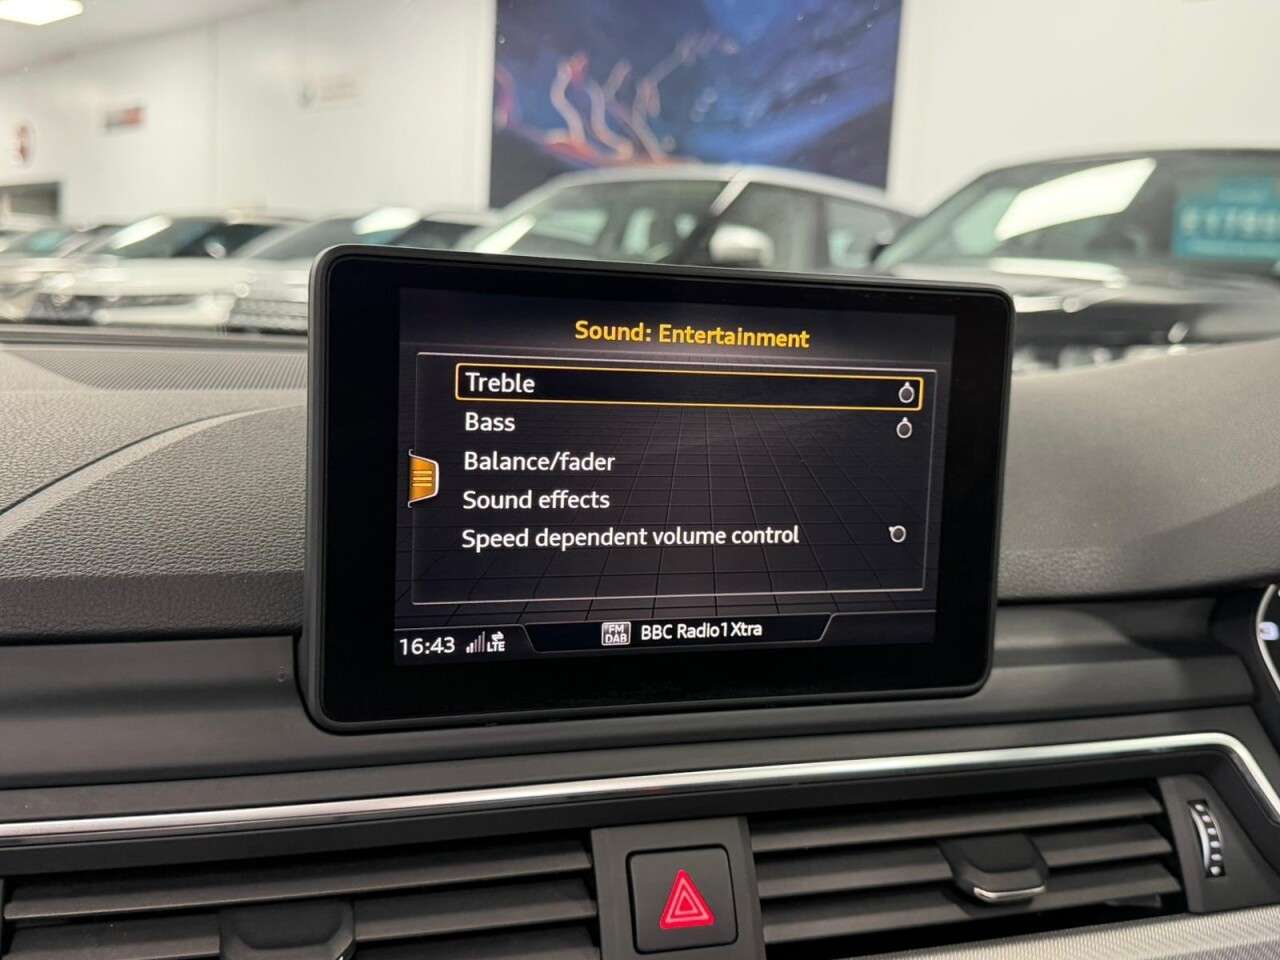 Sound: Entertainment
Treble
Bass
Balance/fader
Sound effects
Speed dependent volume control
16:43 LTE FM DAB BBC Radio1Xtra